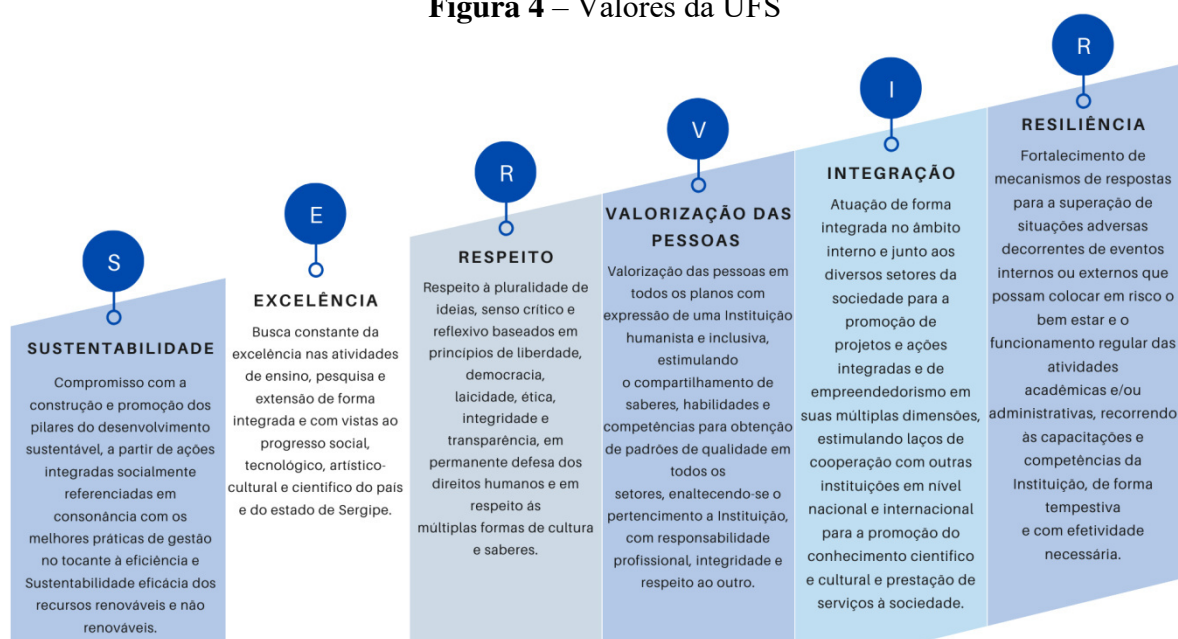 Figura 4 – Valores da UFS
S
SUSTENTABILIDADE
Compromisso com a
construção e promoção dos
pilares do desenvolvimento
sustentável, a partir de ações
integradas socialmente
referenciadas em
consonância com os
melhores práticas de gestão
no tocante à eficiência e
Sustentabilidade eficácia dos
recursos renováveis e não
renováveis.
E
EXCELÊNCIA
Busca constante da
excelência nas atividades
de ensino, pesquisa e
extensão de forma
integrada e com vistas ao
progresso social,
tecnológico, artístico-
cultural e cientifico do país
e do estado de Sergipe.
R
RESPEITO
Respeito à pluralidade de
ideias, senso crítico e
reflexivo baseados em
princípios de liberdade,
democracia,
laicidade, ética,
integridade e
transparência, em
permanente defesa dos
direitos humanos e em
respeito ás
múltiplas formas de cultura
e saberes.
V
VALORIZAÇÃO DAS
PESSOAS
Valorização das pessoas em
todos os planos com
expressão de uma Instituição
humanista e inclusiva,
estimulando
o compartilhamento de
saberes, habilidades e
competências para obtenção
de padrões de qualidade em
todos os
setores, enaltecendo-se o
pertencimento a Instituição,
com responsabilidade
profissional, integridade e
respeito ao outro.
I
INTEGRAÇÃO
Atuação de forma
integrada no âmbito
interno e junto aos
diversos setores da
sociedade para a
promoção de
projetos e ações
integradas e de
empreendedorismo em
suas múltiplas dimensões,
estimulando laços de
cooperação com outras
instituições em nível
nacional e internacional
para a promoção do
conhecimento cientifico
e cultural e prestação de
serviços à sociedade.
R
RESILIÊNCIA
Fortalecimento de
mecanismos de respostas
para a superação de
situações adversas
decorrentes de eventos
internos ou externos que
possam colocar em risco o
bem estar e o
funcionamento regular das
atividades
acadêmicas e/ou
administrativas, recorrendo
às capacitações e
competências da
Instituição, de forma
tempestiva
e com efetividade
necessária.